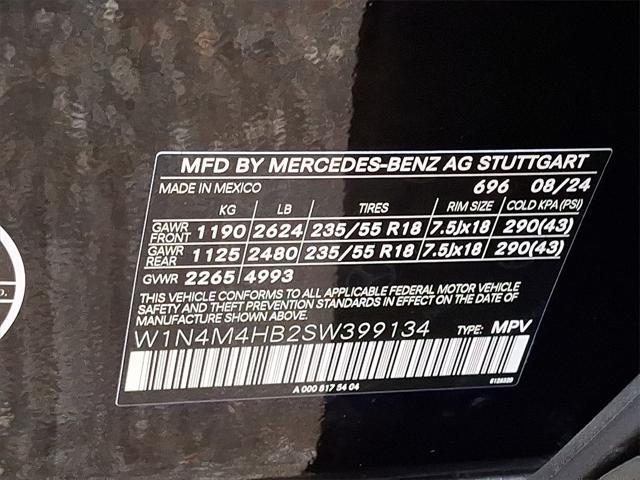 MFD BY MERCEDES-BENZ AG STUTTGART
MADE IN MEXICO 696 08/24
KG LB TIRES RIM SIZE COLD KPA (PSI)
GAWR FRONT 1190 2624 235/55 R18 7.5Jx18 290(43)
GAWR REAR 1125 2480 235/55 R18 7.5Jx18 290(43)
GVWR 2265 4993
THIS VEHICLE CONFORMS TO ALL APPLICABLE FEDERAL MOTOR VEHICLE
SAFETY AND THEFT PREVENTION STANDARDS IN EFFECT ON THE DATE
OF MANUFACTURE SHOWN ABOVE.
W1N4M4HB2SW399134 TYPE: MPV
A 000 817 54 04